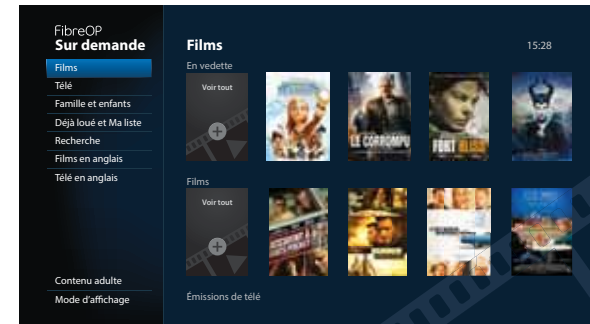 FibreOP
Sur demande
Films
Télé
Famille et enfants
Déjà loué et Ma liste
Recherche
Films en anglais
Télé en anglais
Contenu adulte
Mode d'affichage
Films
15:28
En vedette
Voir tout
LE CORROMPU
FORT BLISS
Films
Voir tout
Émissions de télé